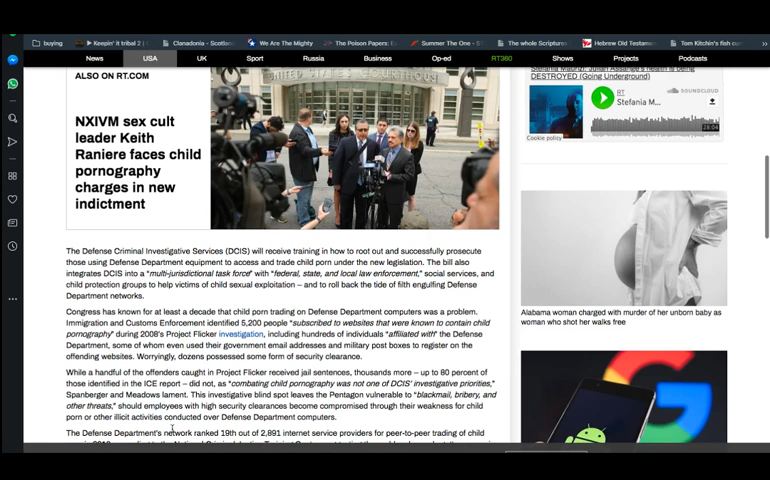 buying
Keepin' it tribal 2
Clanadonia - Scotlan
We Are The Mighty
The Poison Papers: E
Summer The One - S
The whole Scripture
Hebrew Old Testame
Tom Kitchin's fish cur
News
USA
UK
Sport
Russia
Business
Op-ed
RT360
Shows
Projects
Podcasts
ALSO ON RT.COM
NXIVM sex cult
leader Keith
Raniere faces child
pornography
charges in new
indictment
UNITED STATES COURTHOUSE
Stefania Maurizi: Julian Assange's health is being
DESTROYED (Going Underground)
RT
Stefania M...
SOUNDCLOUD
Cookie policy
The Defense Criminal Investigative Services (DCIS) will receive training in how to root out and successfully prosecute
those using Defense Department equipment to access and trade child porn under the new legislation. The bill also
integrates DCIS into a “multi-jurisdictional task force” with “federal, state, and local law enforcement,” social services, and
child protection groups to help victims of child sexual exploitation – and to roll back the tide of filth engulfing Defense
Department networks.
Congress has known for at least a decade that child porn trading on Defense Department computers was a problem.
Immigration and Customs Enforcement identified 5,200 people “subscribed to websites that were known to contain child
pornography” during 2008's Project Flicker investigation, including hundreds of individuals “affiliated with” the Defense
Department, some of whom even used their government email addresses and military post boxes to register on the
offending websites. Worryingly, dozens possessed some form of security clearance.
While a handful of the offenders caught in Project Flicker received jail sentences, thousands more – up to 80 percent of
those identified in the ICE report – did not, as “combating child pornography was not one of DCIS' investigative priorities,”
Spanberger and Meadows lament. This investigative blind spot leaves the Pentagon vulnerable to “blackmail, bribery, and
other threats,” should employees with high security clearances become compromised through their weakness for child
porn or other illicit activities conducted over Defense Department computers.
The Defense Department's network ranked 19th out of 2,891 internet service providers for peer-to-peer trading of child
Alabama woman charged with murder of her unborn baby as
woman who shot her walks free